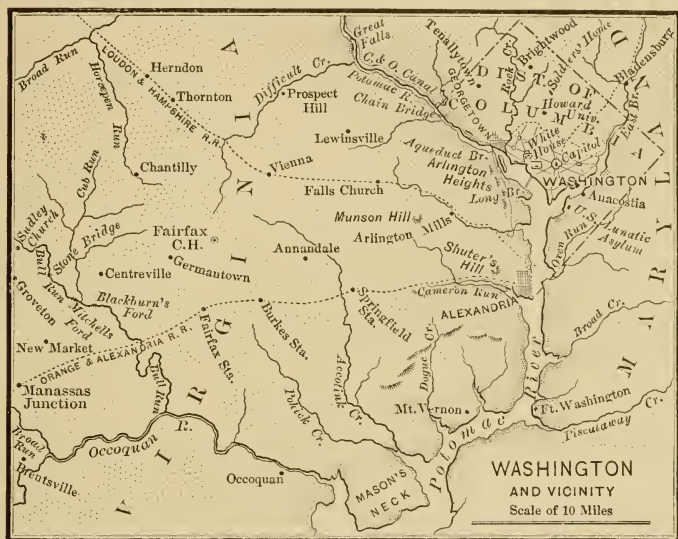 Broad Run
Horsepen
Run
LOUDON & HAMPSHIRE R.R.
Herndon
Thornton
Difficult Cr.
Prospect
Hill
Great
Falls.
C. & O. Canal
Potomac R.
Chain Bridge
Tenallytown
GEORGETOWN
Rock Cr.
Brightwood
Soldiers' Home
Bladensburg
DIST. OF
COLUMB
Howard
Univ.
East Br.
White
House
Capitol
WASHINGTON
Anacostia
U.S. Lunatic
Asylum
Oxen Run
Lewinsville
Aqueduct Br.
Arlington
Heights
Long Br.
Chantilly
Cub Run
Vienna
Falls Church
Munson Hill
Arlington Mills
Sudley
Church
Stone Bridge
Bull
Run
Fairfax
C.H.
Germantown
Centreville
Annandale
Shuter's
Hill
Cameron Run
ALEXANDRIA
Groveton
Mitchells
Ford
Blackburn's
Ford
Burkes Sta.
Springfield
Sta.
Fairfax Sta.
New Market
ORANGE & ALEXANDRIA R.R.
Manassas
Junction
Bull Run
Pohick Cr.
Accotink Cr.
Dogue Cr.
Broad Cr.
Mt. Vernon
Ft. Washington
Piscutaway Cr.
Potomac River
Broad
Run
Brentsville
Occoquan R.
Occoquan
MASON'S
NECK
VIRGINIA
MARYLAND
WASHINGTON
AND VICINITY
Scale of 10 Miles